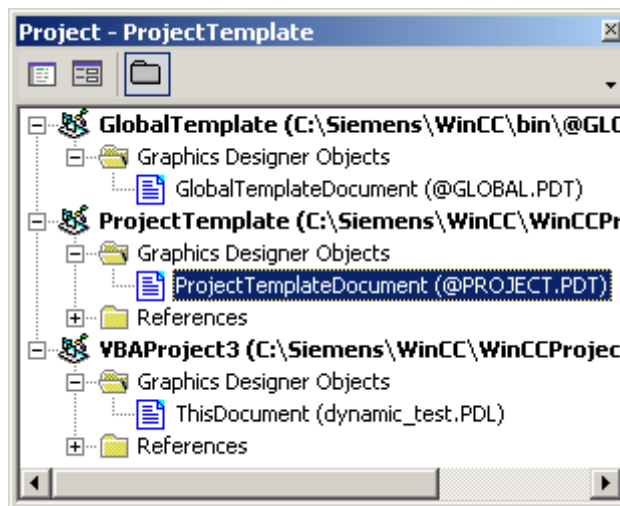 Project - ProjectTemplate
GlobalTemplate (C:\Siemens\WinCC\bin\@GLO
Graphics Designer Objects
GlobalTemplateDocument (@GLOBAL.PDT)
ProjectTemplate (C:\Siemens\WinCC\WinCCPr
Graphics Designer Objects
ProjectTemplateDocument (@PROJECT.PDT)
References
VBAProject3 (C:\Siemens\WinCC\WinCCProjec
Graphics Designer Objects
ThisDocument (dynamic_test.PDL)
References